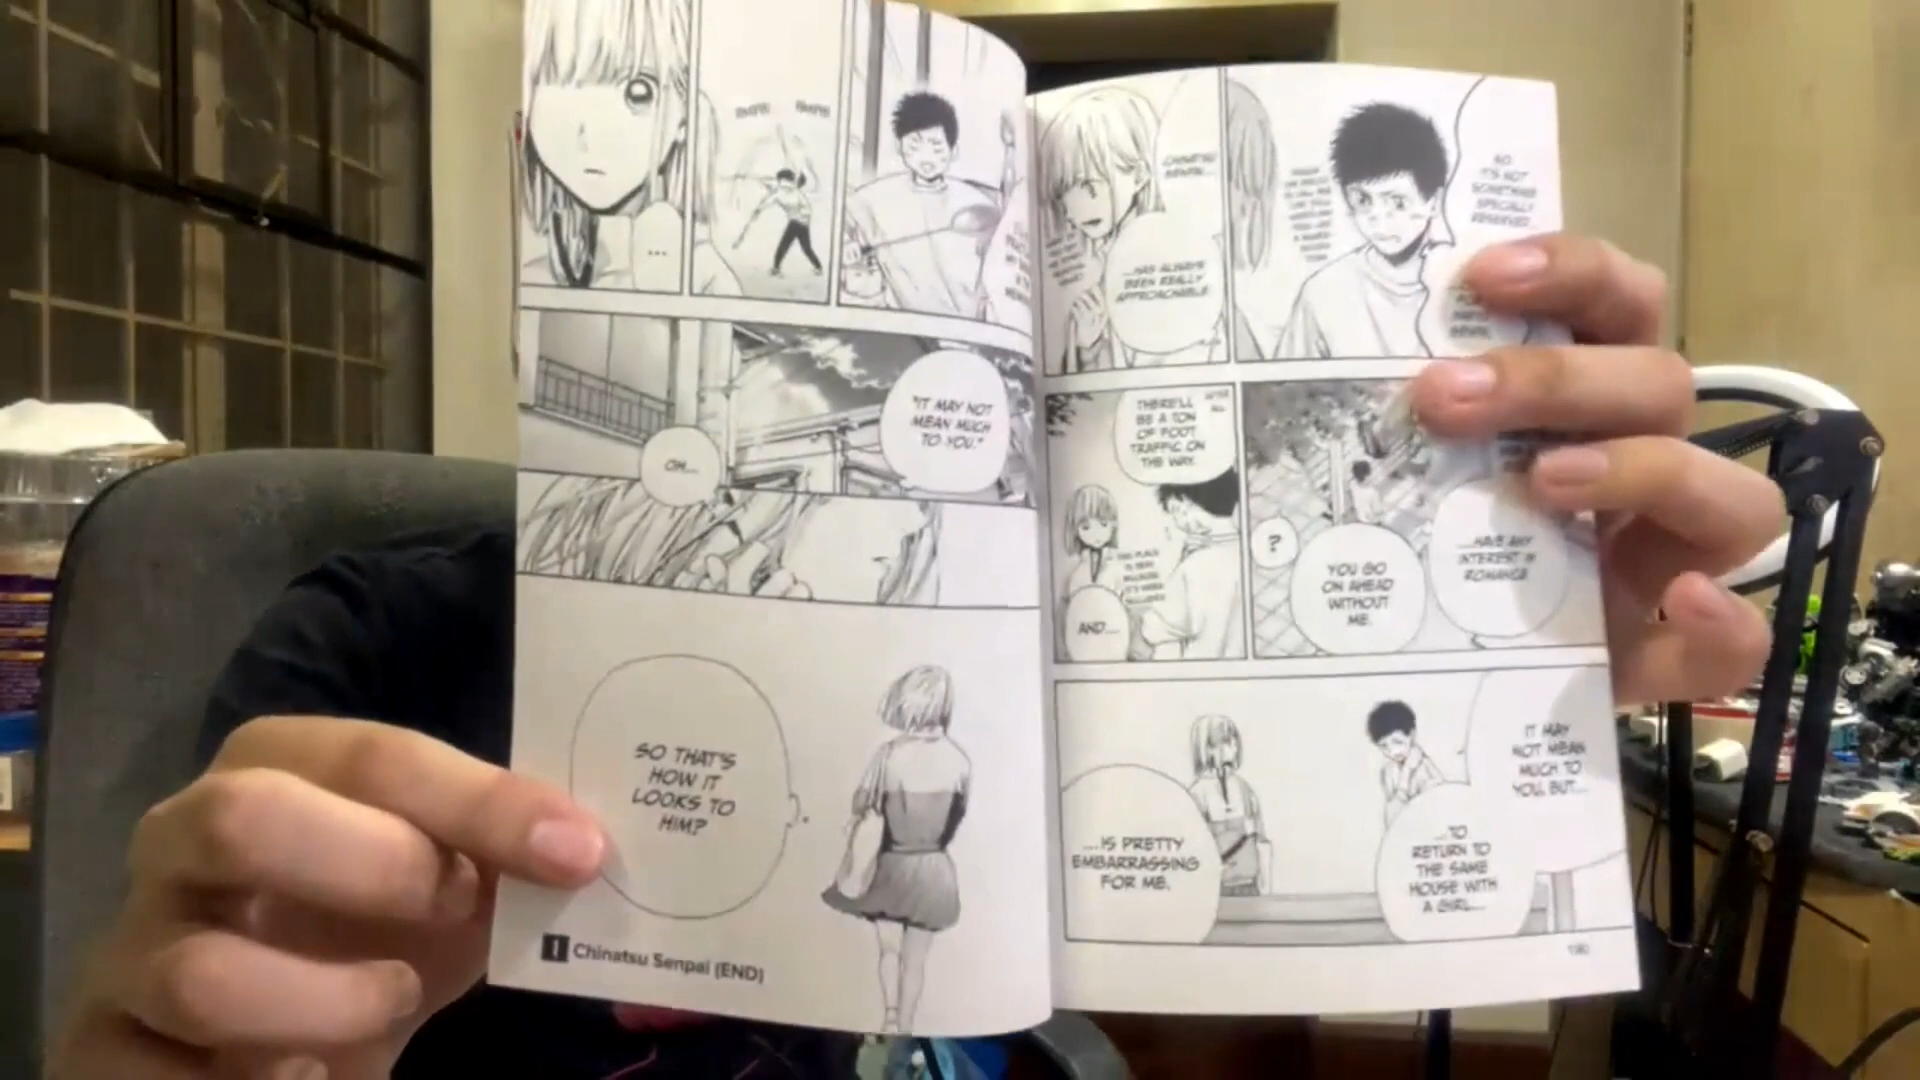 SO
IT'S NOT
SOMETHING
SPECIALLY
RESERVED...
CHINATSU
SENPAI...
...HAS ALWAYS
BEEN REALLY
APPROACHABLE.
...HAVE ANY
INTEREST IN
ROMANCE
YOU GO
ON AHEAD
WITHOUT
ME.
?
AFTER
ALL
THERE'LL
BE A TON
OF FOOT
TRAFFIC ON
THE WAY.
AND...
IT MAY
NOT MEAN
MUCH TO
YOU, BUT...
...TO
RETURN TO
THE SAME
HOUSE WITH
A GIRL...
...IS PRETTY
EMBARRASSING
FOR ME.
190
...
"IT MAY NOT
MEAN MUCH
TO YOU."
OH...
SO THAT'S
HOW IT
LOOKS TO
HIM?
1 Chinatsu Senpai (END)